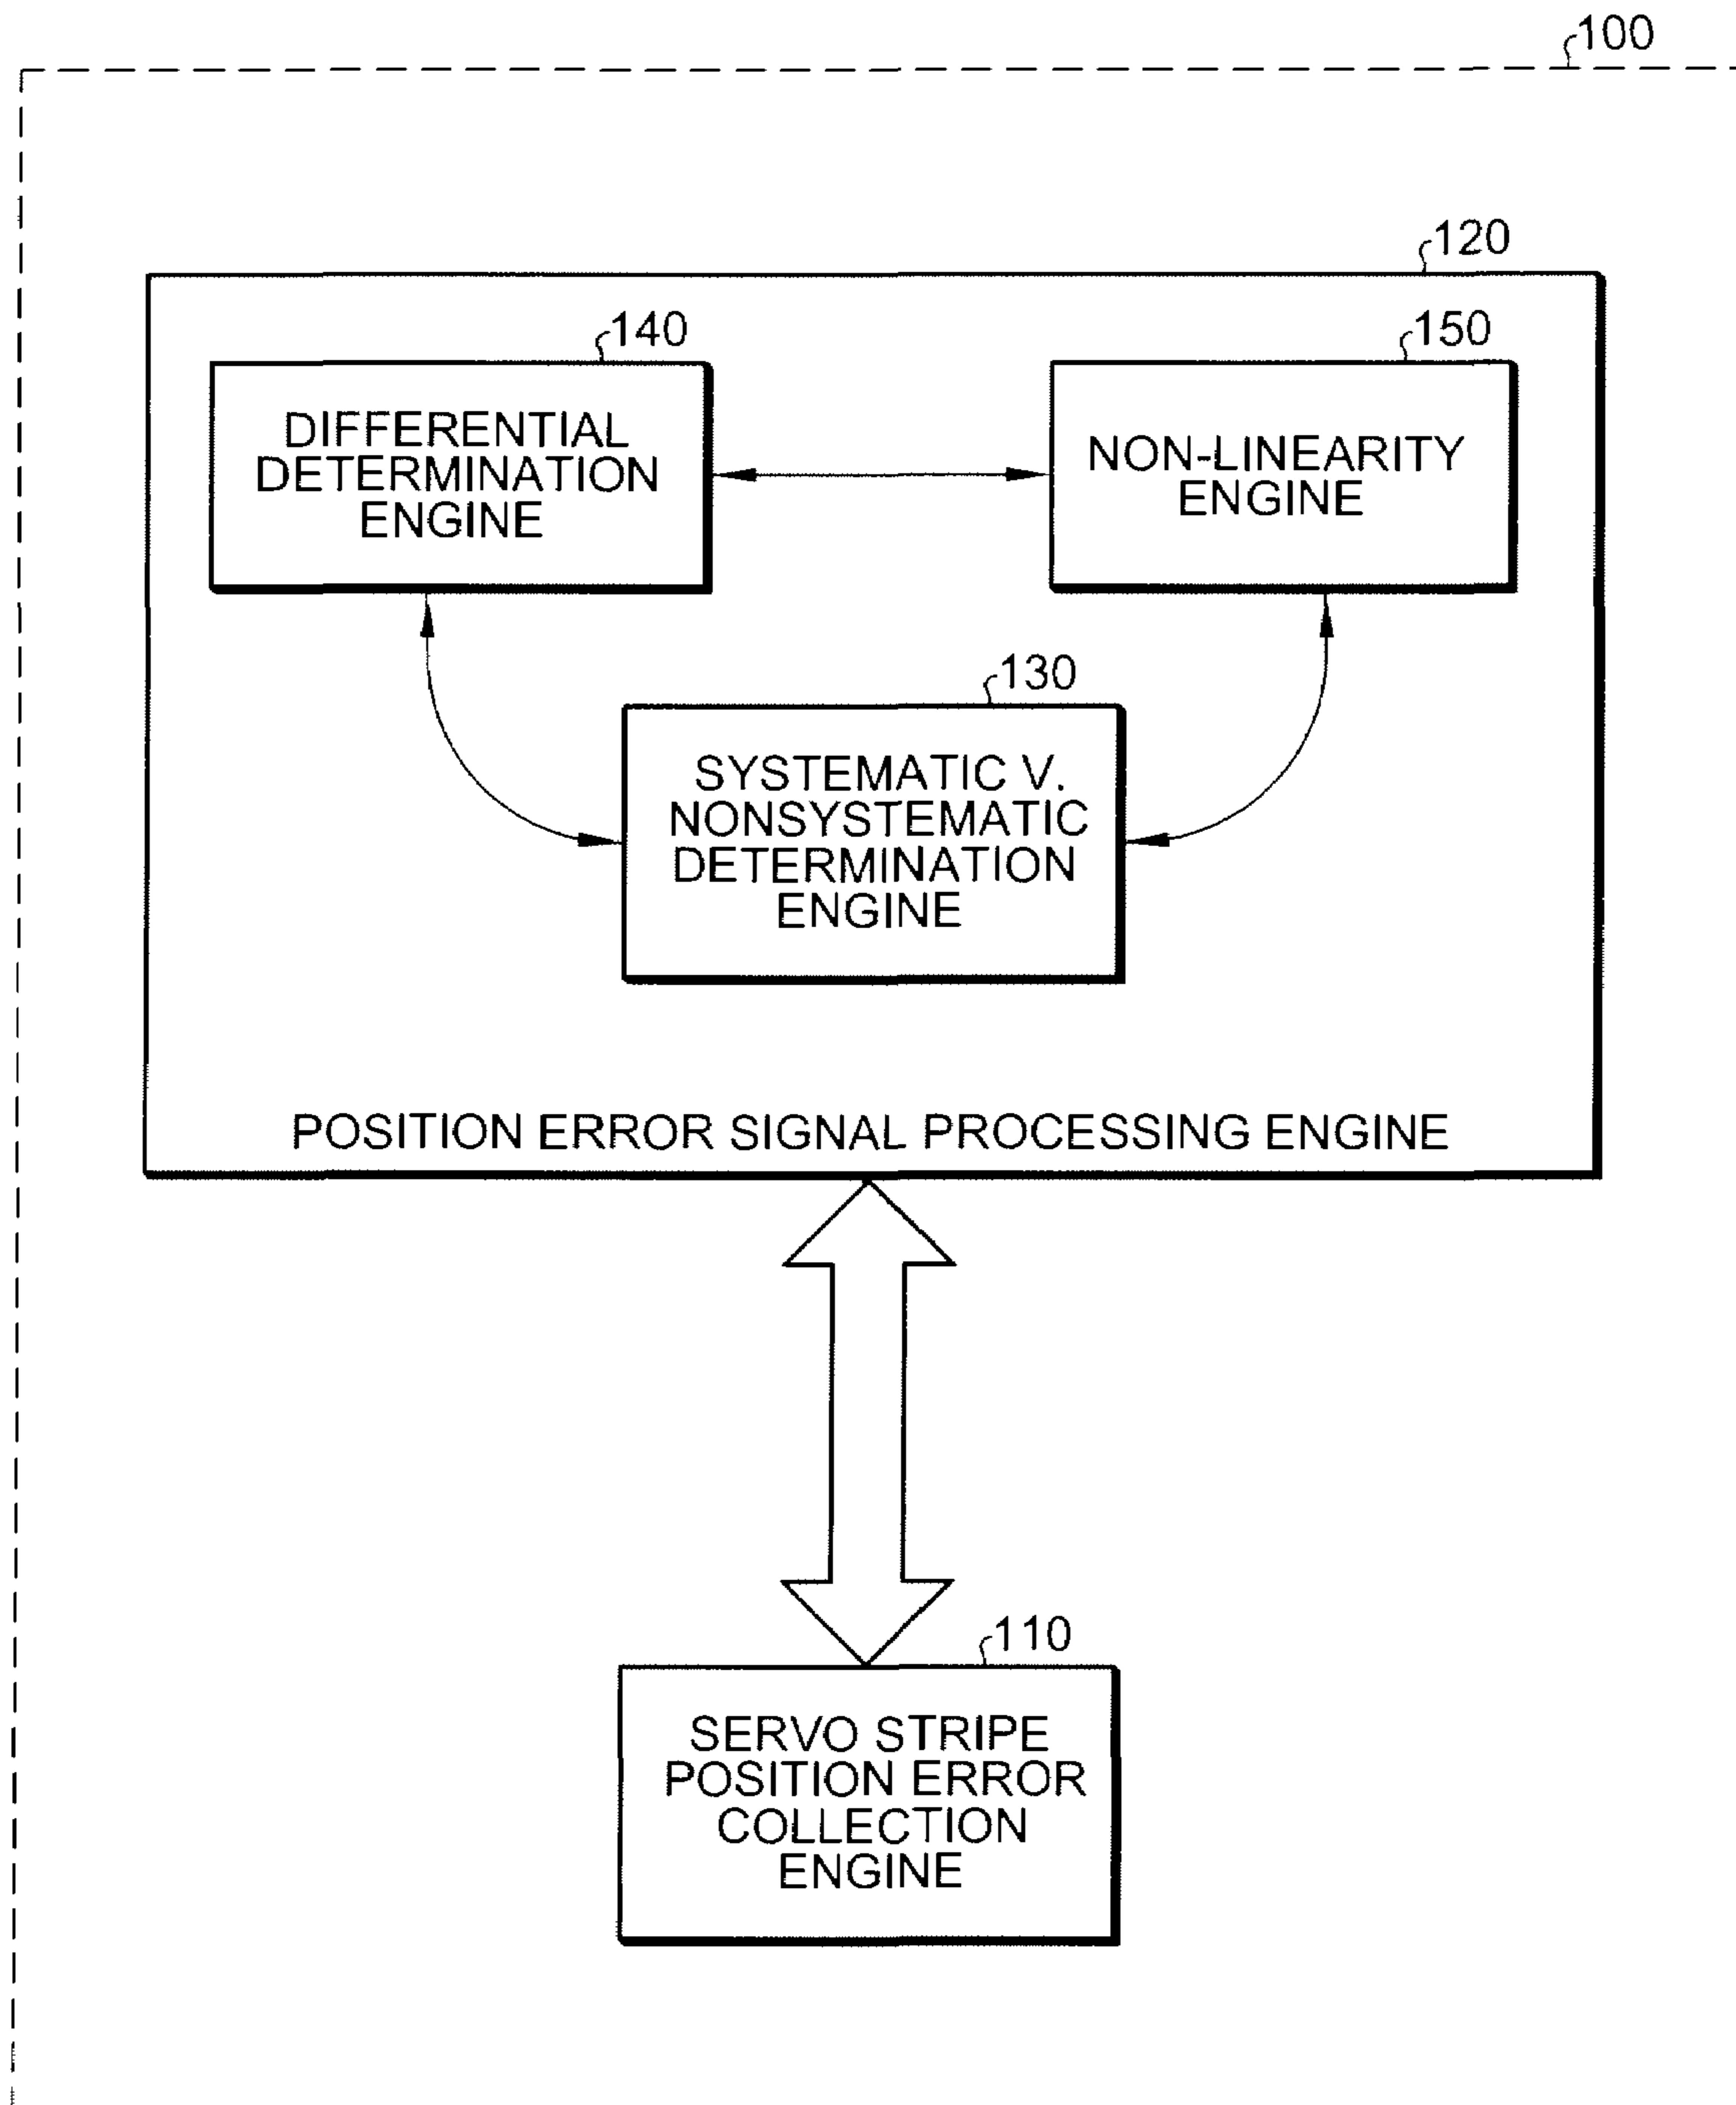 100
120
140
150
DIFFERENTIAL
DETERMINATION
ENGINE
NON-LINEARITY
ENGINE
130
SYSTEMATIC V.
NONSYSTEMATIC
DETERMINATION
ENGINE
POSITION ERROR SIGNAL PROCESSING ENGINE
110
SERVO STRIPE
POSITION ERROR
COLLECTION
ENGINE